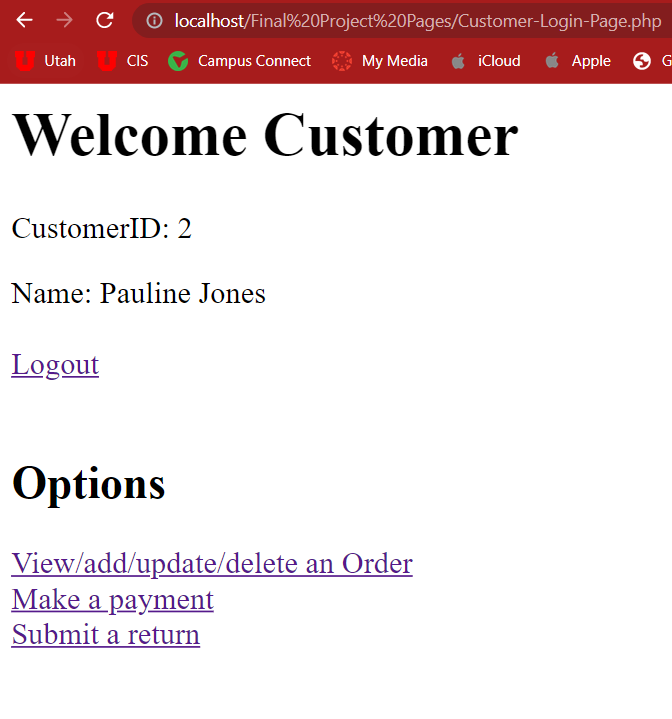 localhost/Final%20Project%20Pages/Customer-Login-Page.php
Utah CIS Campus Connect My Media iCloud Apple G
Welcome Customer
CustomerID: 2
Name: Pauline Jones
Logout
Options
View/add/update/delete an Order
Make a payment
Submit a return